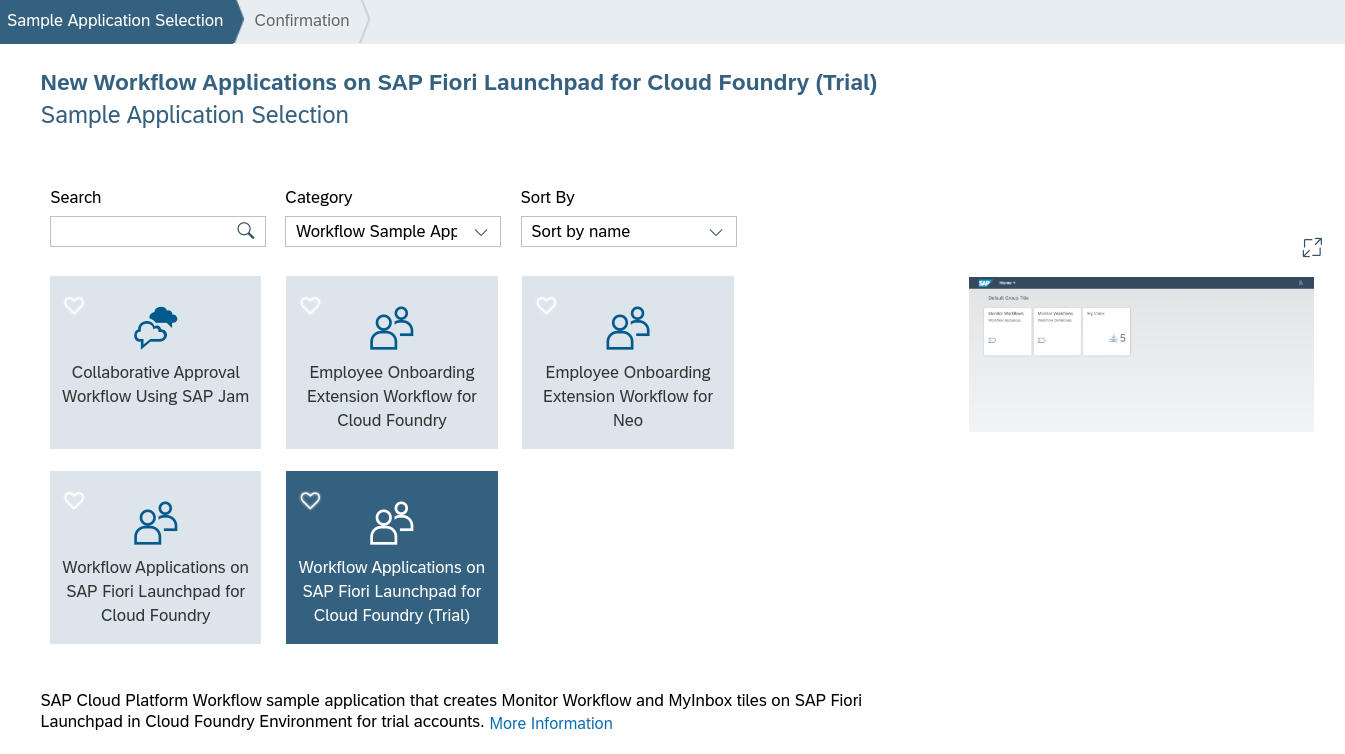 Sample Application Selection
Confirmation
New Workflow Applications on SAP Fiori Launchpad for Cloud Foundry (Trial)
Sample Application Selection
Search
Category
Sort By
Workflow Sample App
Sort by name
SAP Home
Default Group Title
Monitor Workflows
Workflow Instances
Monitor Workflows
Workflow Definitions
My Inbox
5
Collaborative Approval
Workflow Using SAP Jam
Employee Onboarding
Extension Workflow for
Cloud Foundry
Employee Onboarding
Extension Workflow for
Neo
Workflow Applications on
SAP Fiori Launchpad for
Cloud Foundry
Workflow Applications on
SAP Fiori Launchpad for
Cloud Foundry (Trial)
SAP Cloud Platform Workflow sample application that creates Monitor Workflow and MyInbox tiles on SAP Fiori
Launchpad in Cloud Foundry Environment for trial accounts. More Information